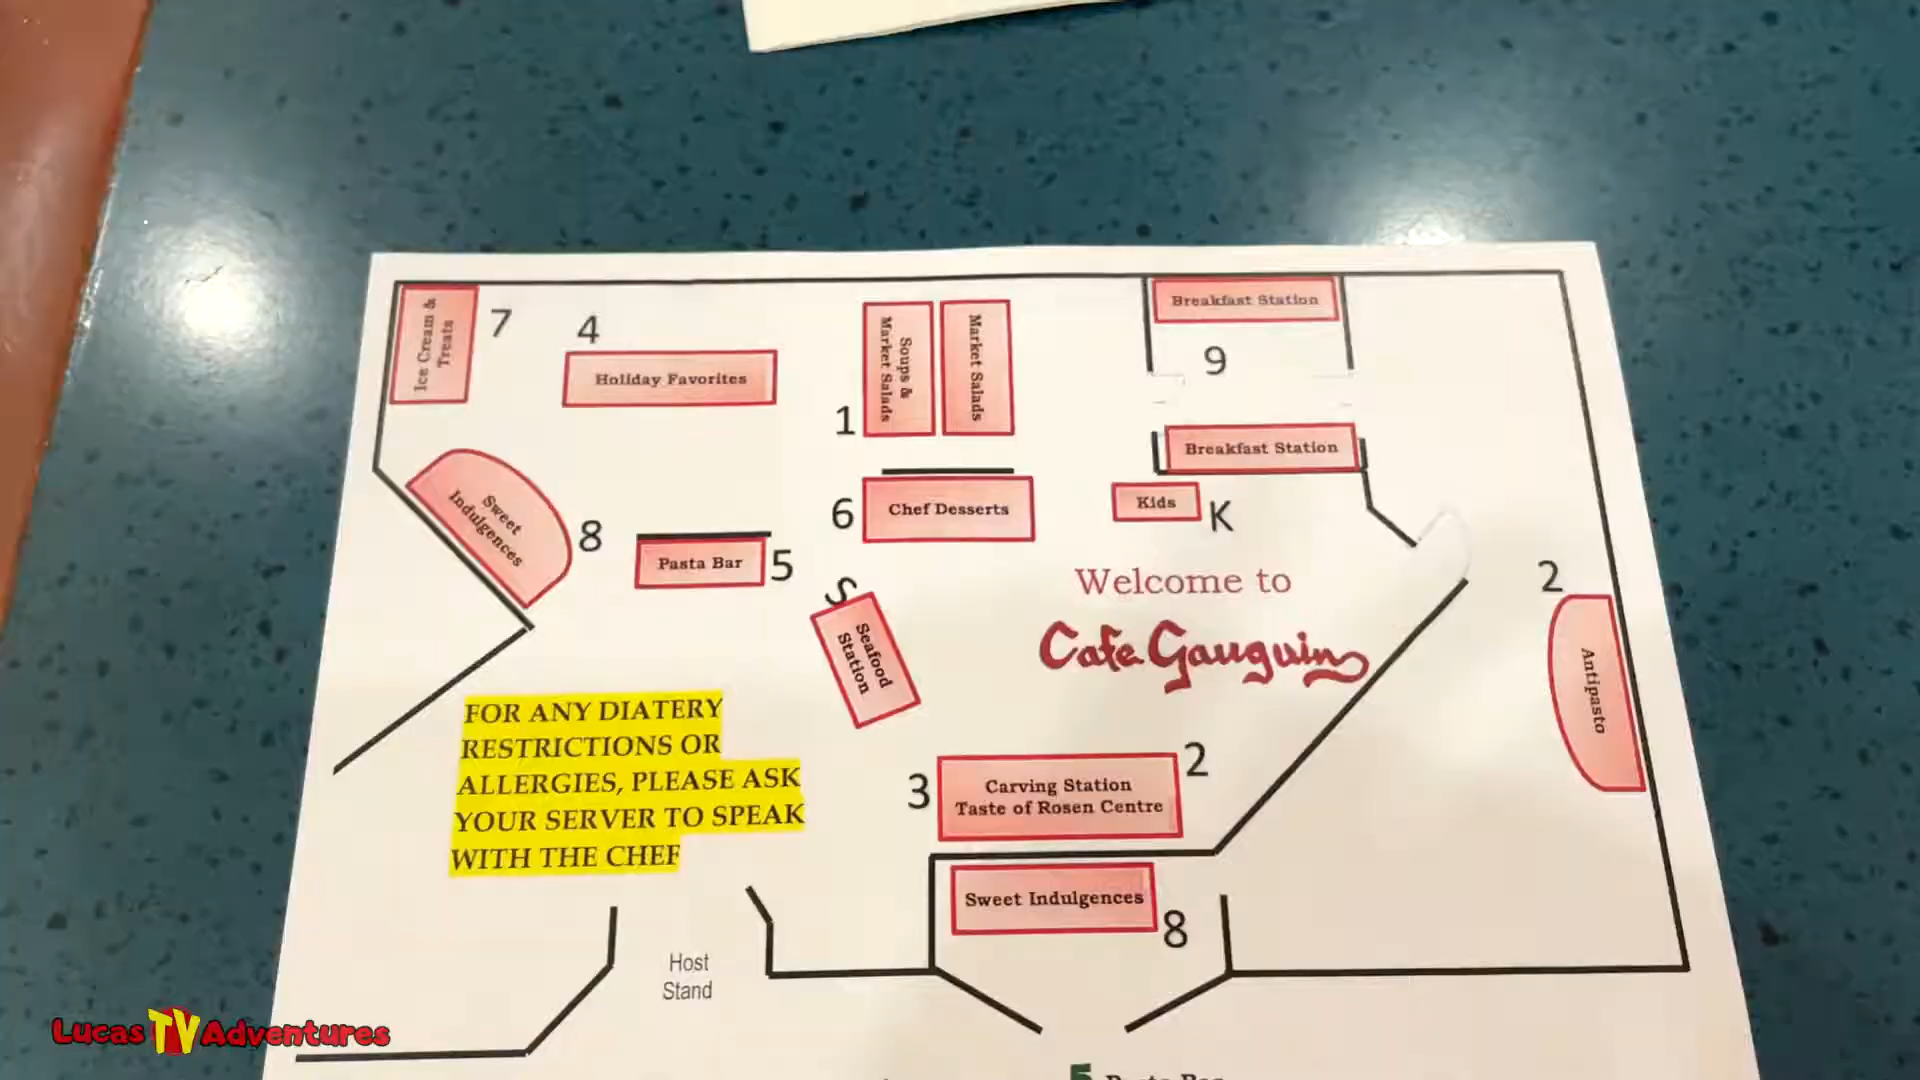 Ice Cream &
Treats
7
4
Holiday Favorites
Soups &
Market Salads
Market Salads
1
Breakfast Station
9
Breakfast Station
Sweet
Indulgences
8
Pasta Bar
5
6
Chef Desserts
Kids
K
S
Seafood
Station
Welcome to
Cafe Gauguin
2
Antipasto
FOR ANY DIATERY
RESTRICTIONS OR
ALLERGIES, PLEASE ASK
YOUR SERVER TO SPEAK
WITH THE CHEF
3
Carving Station
Taste of Rosen Centre
2
Sweet Indulgences
8
Host
Stand
5 Pasta Bar
Lucas TV Adventures